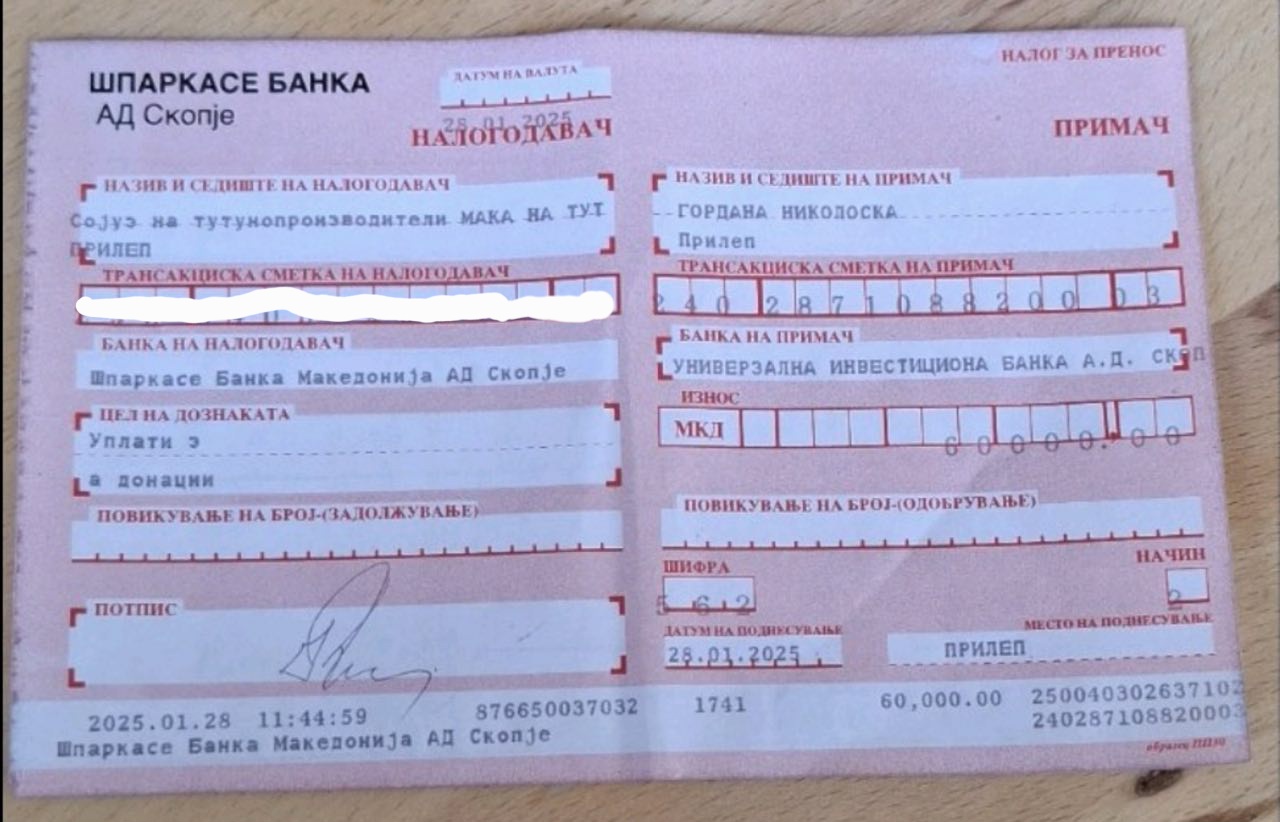 НАЛОГ ЗА ПРЕНОС
ШПАРКАСЕ БАНКА
АД Скопје
ДАТУМ НА ВАЛУТА
28 01 2025
НАЛОГОДАВАЧ
НАЗИВ И СЕДИШТЕ НА НАЛОГОДАВАЧ
Сојуз на тутунопроизводители МАКА НА ТУТ
ПРИЛЕП
ТРАНСАКЦИСКА СМЕТКА НА НАЛОГОДАВАЧ
БАНКА НА НАЛОГОДАВАЧ
Шпаркасе Банка Македонија АД Скопје
ЦЕЛ НА ДОЗНАКАТА
Уплати з
а донации
ПОВИКУВАЊЕ НА БРОЈ-(ЗАДОЛЖУВАЊЕ)
ПОТПИС
ПРИМАЧ
НАЗИВ И СЕДИШТЕ НА ПРИМАЧ
ГОРДАНА НИКОЛОСКА
Прилеп
ТРАНСАКЦИСКА СМЕТКА НА ПРИМАЧ
240 2871088200 03
БАНКА НА ПРИМАЧ
УНИВЕРЗАЛНА ИНВЕСТИЦИОНА БАНКА А.Д. СКОП
ИЗНОС
МКД
60000.00
ПОВИКУВАЊЕ НА БРОЈ-(ОДОБРУВАЊЕ)
ШИФРА
562
НАЧИН
2
ДАТУМ НА ПОДНЕСУВАЊЕ
28.01.2025
МЕСТО НА ПОДНЕСУВАЊЕ
ПРИЛЕП
2025.01.28 11:44:59 876650037032 1741 60,000.00 250040302637102
Шпаркасе Банка Македонија АД Скопје 240287108820003
образец ПП30